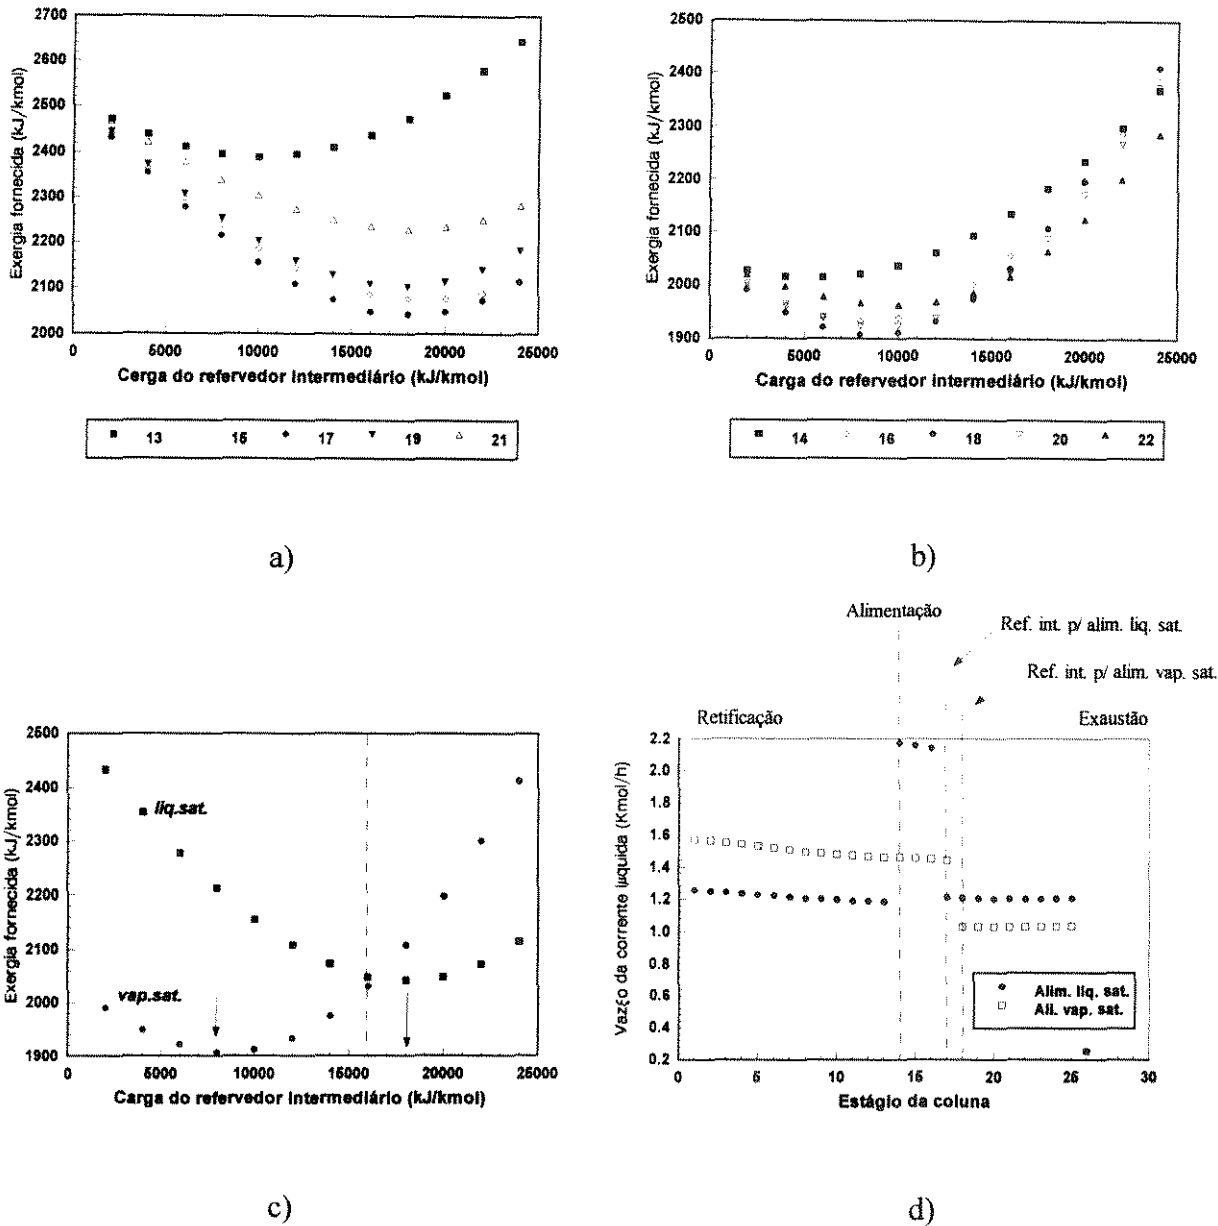 2700
2600
2500
2400
2300
2200
2100
2000
0
5000
10000
15000
20000
25000
Exergia fornecida (kJ/kmol)
Cerga do refervedor intermediário (kJ/kmol)
13 15 17 19 21
a)
2500
2400
2300
2200
2100
2000
1900
0
5000
10000
15000
20000
25000
Exergia fornecida (kJ/kmol)
Carga do refervedor intermediário (kJ/kmol)
14 16 18 20 22
b)
2500
2400
2300
2200
2100
2000
1900
0
5000
10000
15000
20000
25000
Exergia fornecida (kJ/kmol)
liq.sat.
vap.sat.
Carga do refervedor intermediário (kJ/kmol)
c)
Alimentação
Ref. int. p/ alim. liq. sat.
Ref. int. p/ alim. vap. sat.
Retificação
Exaustão
2.2
2.0
1.8
1.6
1.4
1.2
1.0
0.8
0.6
0.4
0.2
0
5
10
15
20
25
30
Vazξo da corrente lμquida (Kmol/h)
Alim. liq. sat.
Ali. vap. sat.
Estágio da coluna
d)